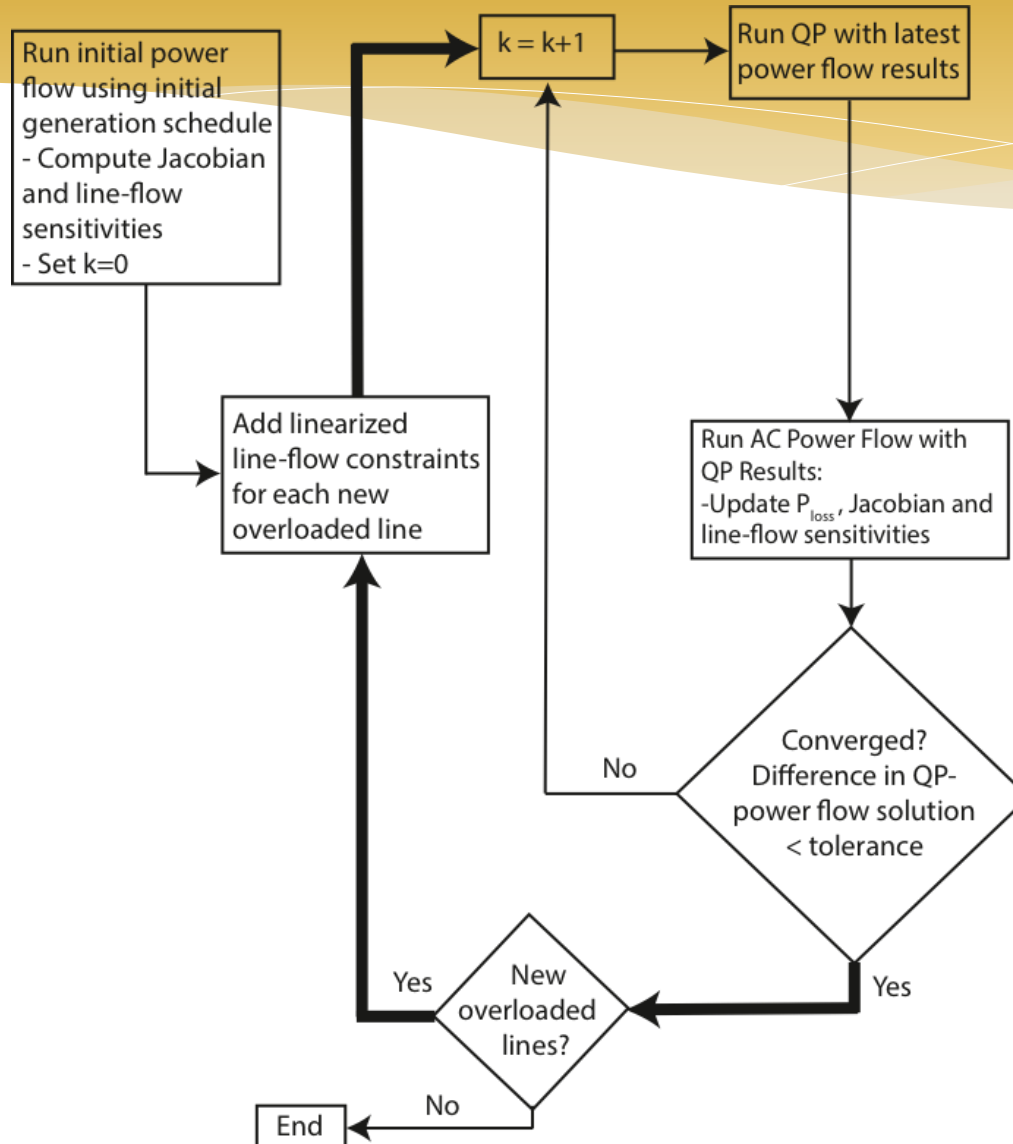 Run initial power
flow using initial
generation schedule
- Compute Jacobian
and line-flow
sensitivities
- Set k=0
k = k+1
Run QP with latest
power flow results
Add linearized
line-flow constraints
for each new
overloaded line
Run AC Power Flow with
QP Results:
-Update Ploss, Jacobian and
line-flow sensitivities
Converged?
Difference in QP-
power flow solution
< tolerance
No
Yes
New
overloaded
lines?
Yes
No
End